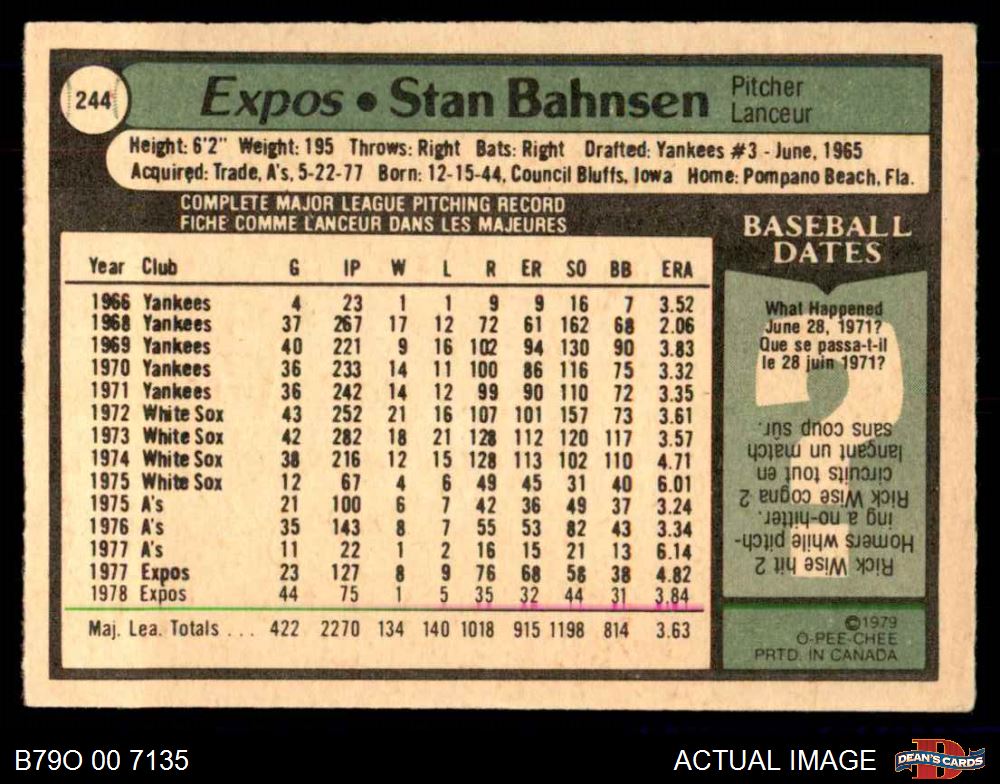 244
Expos • Stan Bahnsen
Pitcher
Lanceur
Height: 6'2" Weight: 195 Throws: Right Bats: Right Drafted: Yankees #3 - June, 1965
Acquired: Trade, A's, 5-22-77 Born: 12-15-44, Council Bluffs, Iowa Home: Pompano Beach, Fla.
COMPLETE MAJOR LEAGUE PITCHING RECORD
FICHE COMME LANCEUR DANS LES MAJEURES
Year Club G IP W L R ER SO BB ERA
1966 Yankees 4 23 1 1 9 9 16 7 3.52
1968 Yankees 37 267 17 12 72 61 162 68 2.06
1969 Yankees 40 221 9 16 102 94 130 90 3.83
1970 Yankees 36 233 14 11 100 86 116 75 3.32
1971 Yankees 36 242 14 12 99 90 110 72 3.35
1972 White Sox 43 252 21 16 107 101 157 73 3.61
1973 White Sox 42 282 18 21 128 112 120 117 3.57
1974 White Sox 38 216 12 15 128 113 102 110 4.71
1975 White Sox 12 67 4 6 49 45 31 40 6.01
1975 A's 21 100 6 7 42 36 49 37 3.24
1976 A's 35 143 8 7 55 53 82 43 3.34
1977 A's 11 22 1 2 16 15 21 13 6.14
1977 Expos 23 127 8 9 76 68 58 38 4.82
1978 Expos 44 75 1 5 35 32 44 31 3.84
Maj. Lea. Totals . . . 422 2270 134 140 1018 915 1198 814 3.63
BASEBALL
DATES
What Happened
June 28, 1971?
Que se passa-t-il
le 28 juin 1971?
Rick Wise hit 2
Homers while pitch-
ing a no-hitter.
Rick Wise cogna 2
circuits tout en
lançant un match
sans coup sûr.
©1979
O-PEE-CHEE
PRTD. IN CANADA
B79O 00 7135
ACTUAL IMAGE
D
DEAN'S CARDS